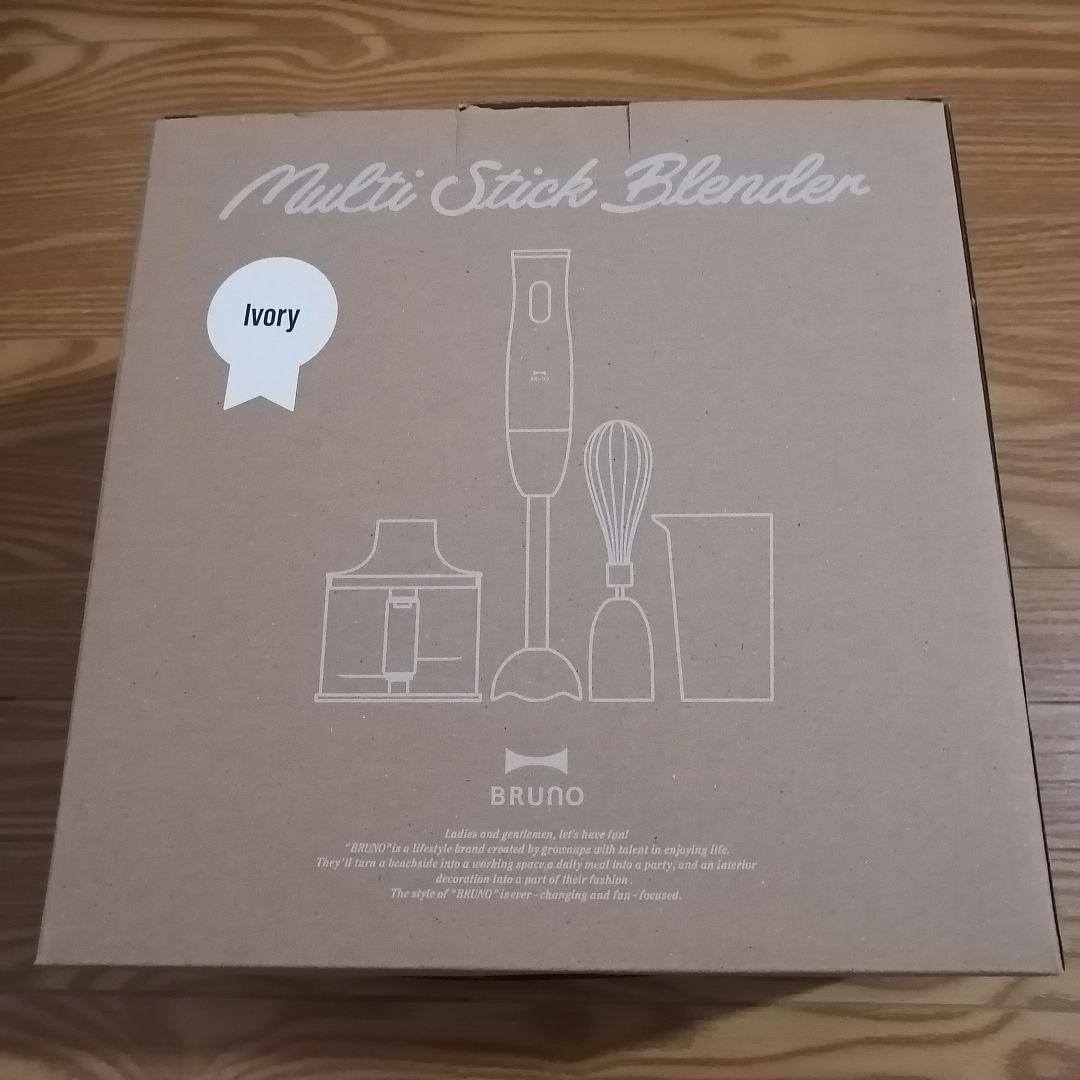 Multi Stick Blender
Ivory
BRUNO
BRUNO
Ladies and gentlemen, let's have fun!
"BRUNO" is a lifestyle brand created by grownups with talent in enjoying life.
They'll turn a beachside into a working space,a daily meal into a party, and an interior
decoration into a part of their fashion.
The style of "BRUNO" is ever-changing and fun-focused.